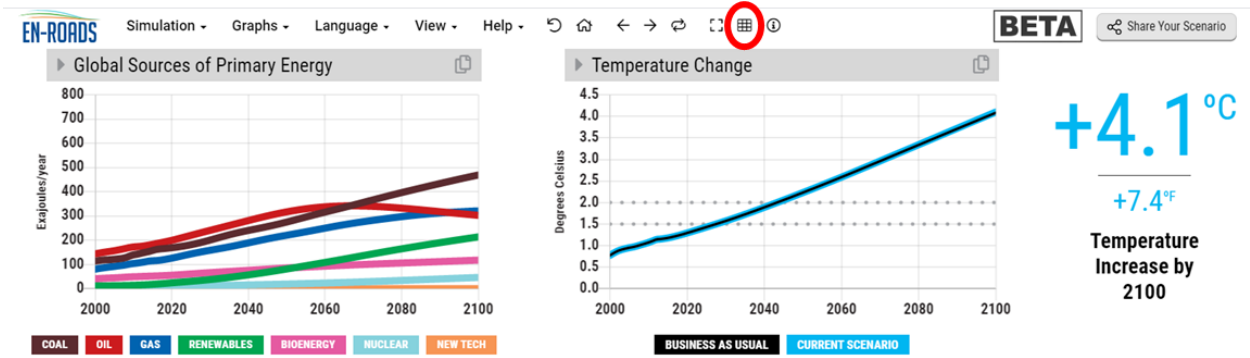 EN-ROADS
Simulation Graphs Language View Help
BETA
Share Your Scenario
Global Sources of Primary Energy
800
700
600
500
400
300
200
100
0
Exajoules/year
2000 2020 2040 2060 2080 2100
COAL OIL GAS RENEWABLES BIOENERGY NUCLEAR NEW TECH
Temperature Change
4.5
4.0
3.5
3.0
2.5
2.0
1.5
1.0
0.5
0.0
Degrees Celsius
2000 2020 2040 2060 2080 2100
BUSINESS AS USUAL CURRENT SCENARIO
+4.1 °C
+7.4°F
Temperature
Increase by
2100